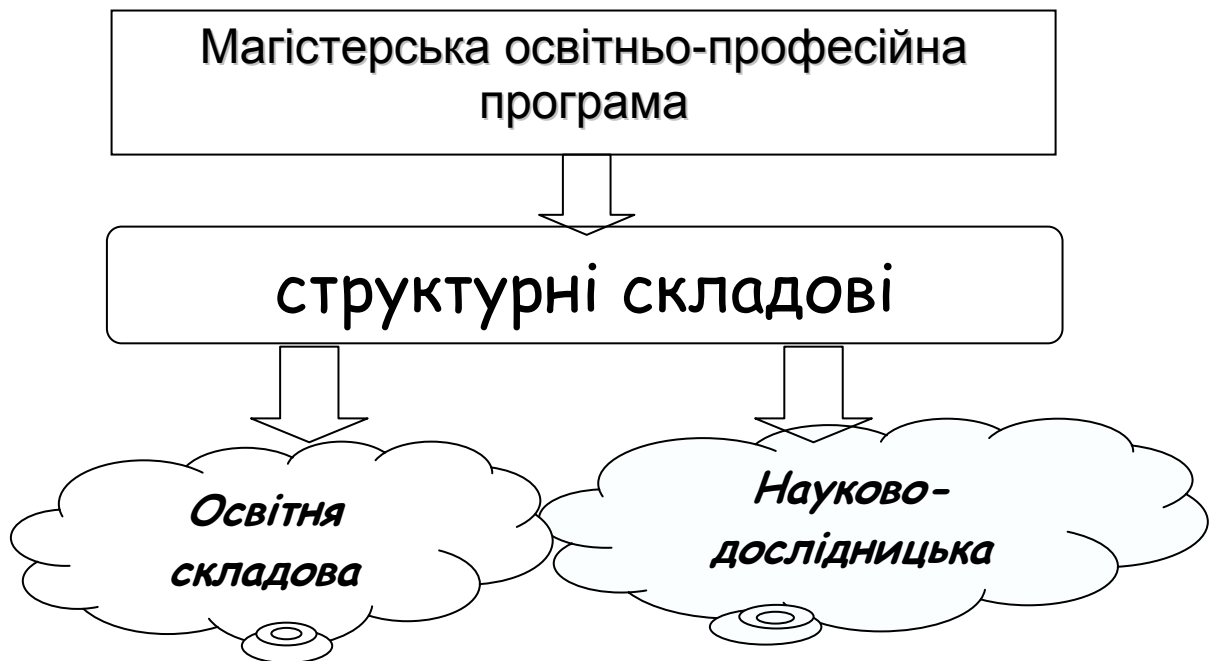 Магістерська освітньо-професійна
програма
структурні складові
Освітня
складова
Науково-
дослідницька